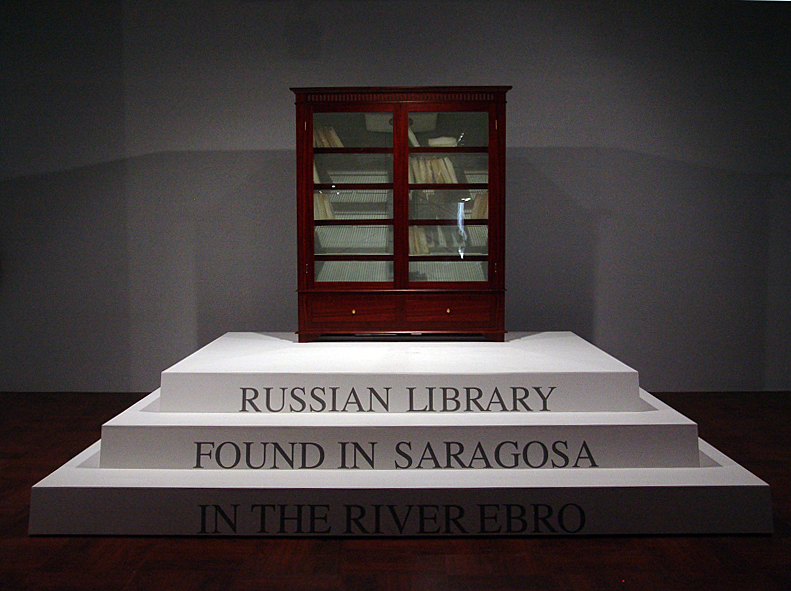 RUSSIAN LIBRARY
FOUND IN SARAGOSA
IN THE RIVER EBRO